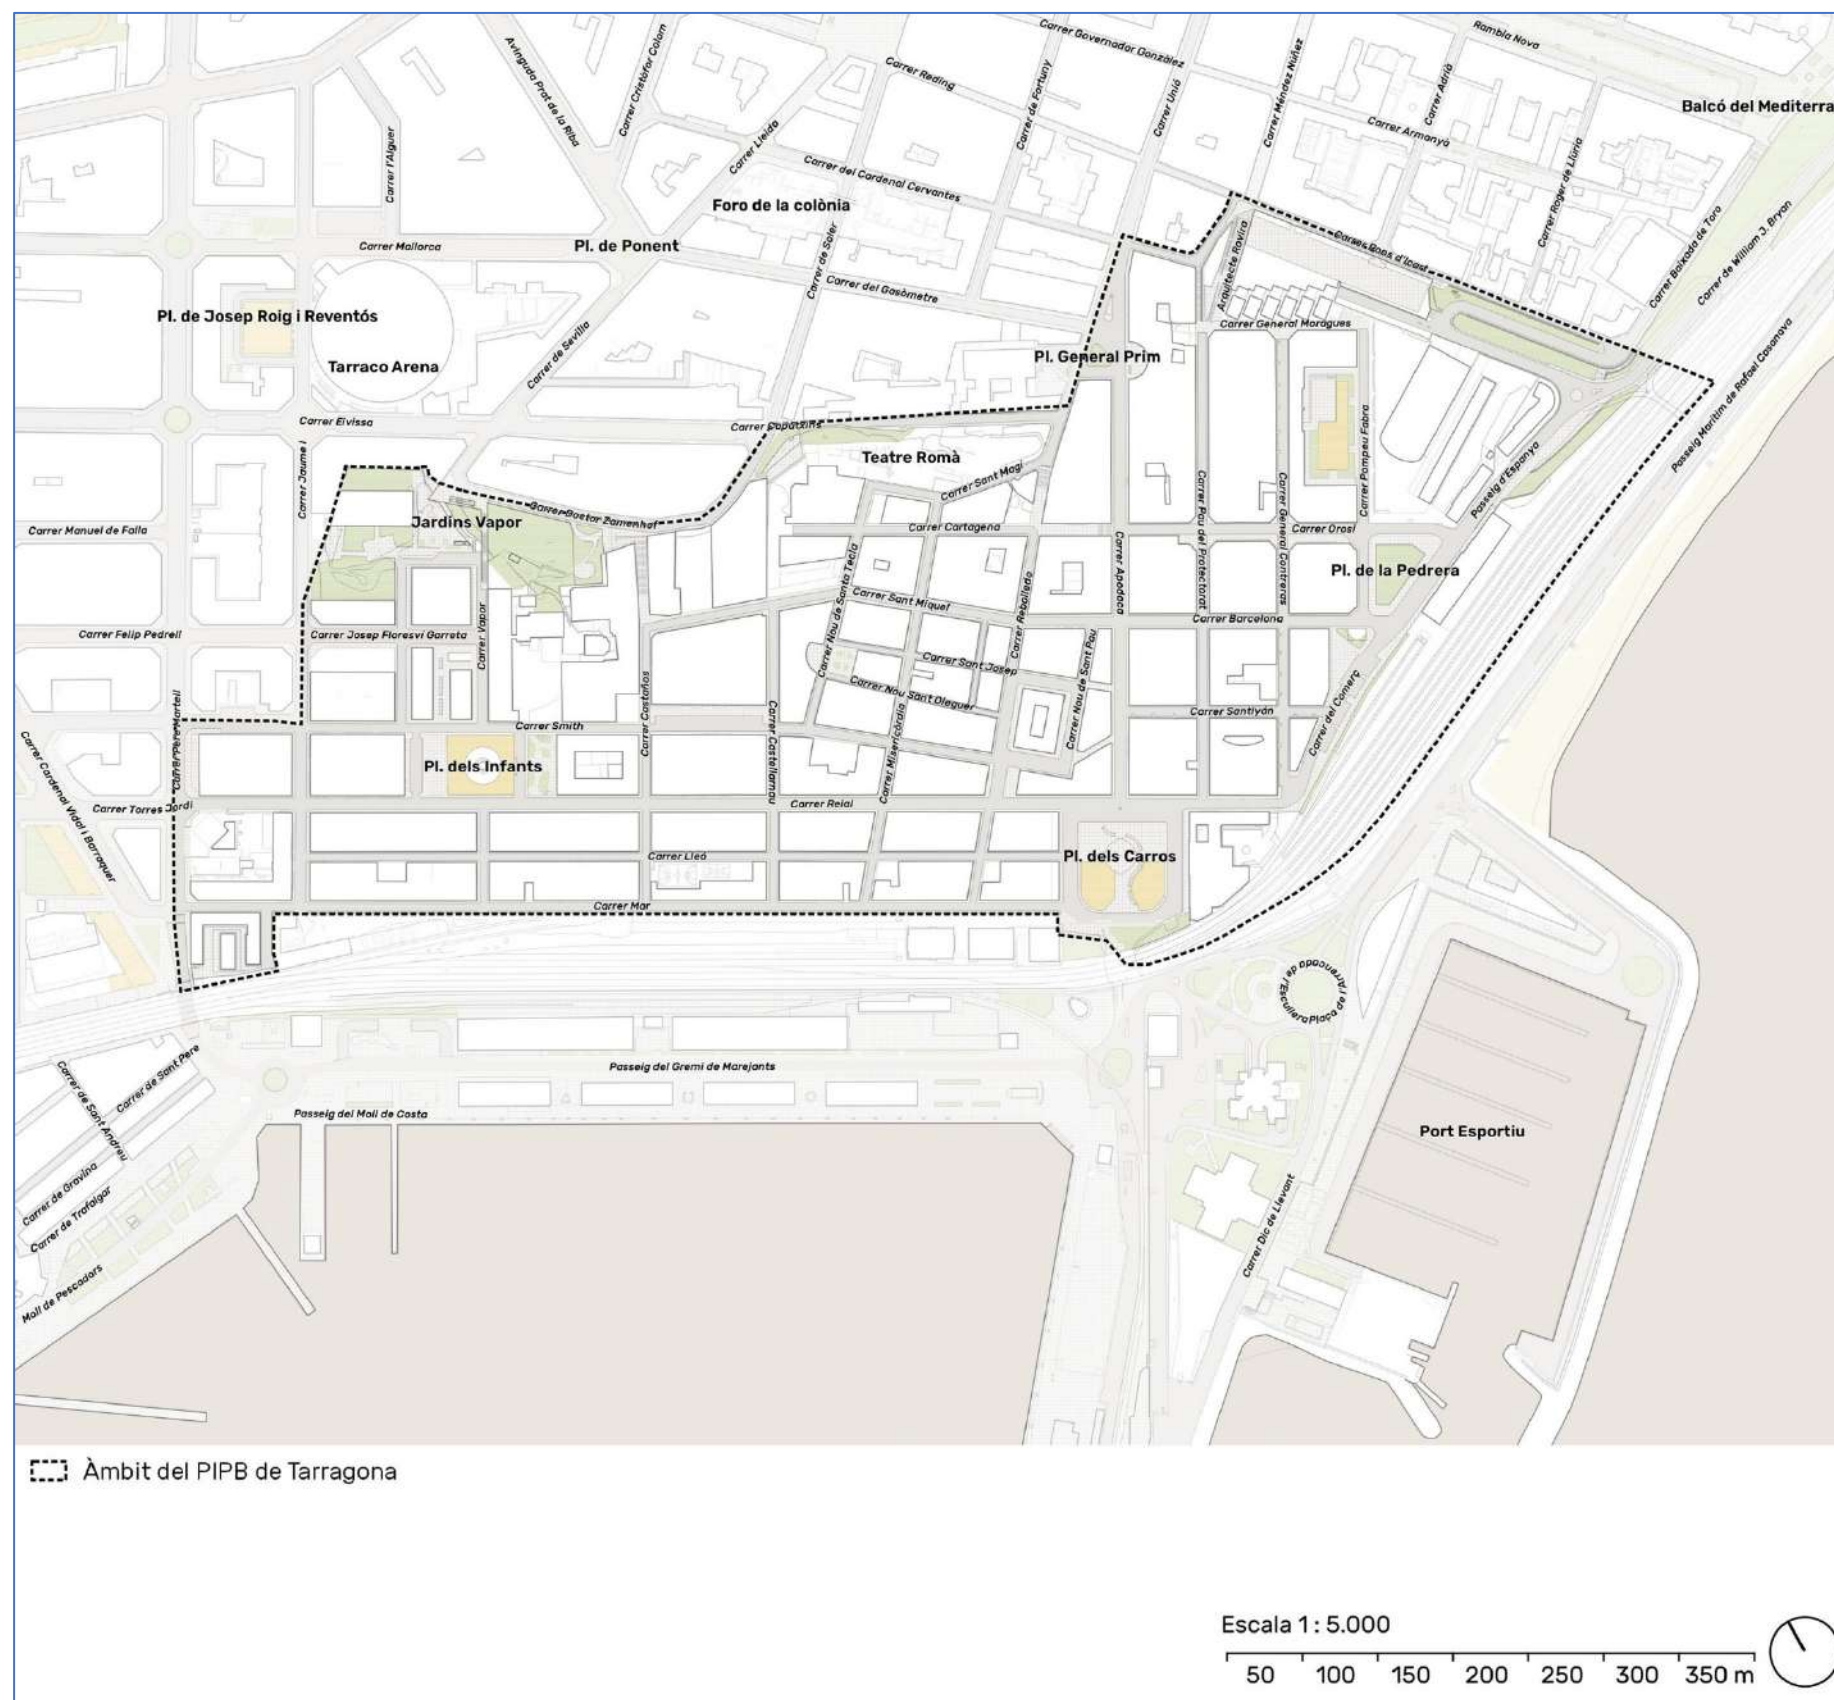 Rambla Nova
Carrer Governador Gonzàlez
Avinguda Prat de la Riba
Carrer Cristòfor Colom
Carrer Reding
Carrer de Fortuny
Carrer Unió
Carrer Méndez Núñez
Carrer Adrià
Balcó del Mediterra
Carrer Armanyà
Carrer l'Alguer
Carrer Lleida
Carrer del Cardenal Cervantes
Carrer Roger de Llúria
Foro de la colònia
Carrer Mallorca
Pl. de Ponent
Carrer de Soler
Arquitecte Rovira
Carrer Baixada de Toro
Carrer de William J. Bryan
Carrer del Gasòmetre
Pl. de Josep Roig i Reventós
Carrer General Moragues
Tarraco Arena
Carrer de Sevilla
Pl. General Prim
Passeig Marítim de Rafael Casanova
Carrer Eivissa
Carrer Caputxins
Carrer Pompeu Fabra
Carrer Jaume I
Teatre Romà
Carrer Sant Magí
Passeig d'Espanya
Carrer Manuel de Falla
Jardins Vapor
Carrer Doctor Zamenhof
Carrer Cartagena
Carrer Pau del Protectorat
Carrer General Contreras
Carrer Orosi
Carrer Apodaca
Pl. de la Pedrera
Carrer Nou de Santa Tecla
Carrer Rebolledo
Carrer Sant Miquel
Carrer Barcelona
Carrer Felip Pedrell
Carrer Josep Floresví Garreta
Carrer Vapor
Carrer Sant Josep
Carrer Nou de Sant Pau
Carrer Castaños
Carrer Nou Sant Oleguer
Carrer Pere Martell
Carrer Smith
Carrer Castellarnau
Carrer Misericòrdia
Carrer Santiyán
Carrer del Comerç
Carrer Cardenal Vidal i Barraquer
Pl. dels Infants
Carrer Torres Jordi
Carrer Reial
Carrer Lleó
Pl. dels Carros
Carrer Mar
Plaça de l'Arrencada de l'Escullera
Carrer de Sant Pere
Carrer de Sant Andreu
Passeig del Gremi de Marejants
Passeig del Moll de Costa
Port Esportiu
Carrer de Gravina
Carrer de Trafalgar
Carrer Dic de Llevant
Moll de Pescadors
Àmbit del PIPB de Tarragona
Escala 1 : 5.000
50 100 150 200 250 300 350 m